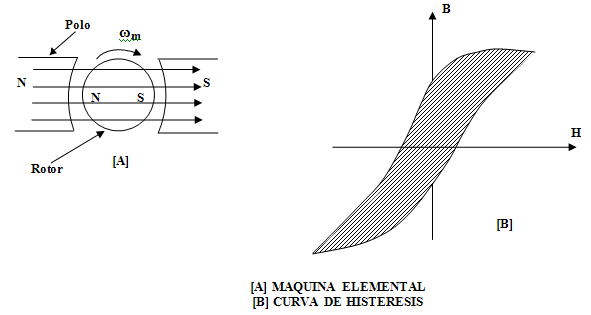 Polo
ωm
N
S
N S
Rotor
[A]
B
H
[B]
[A] MAQUINA ELEMENTAL
[B] CURVA DE HISTERESIS